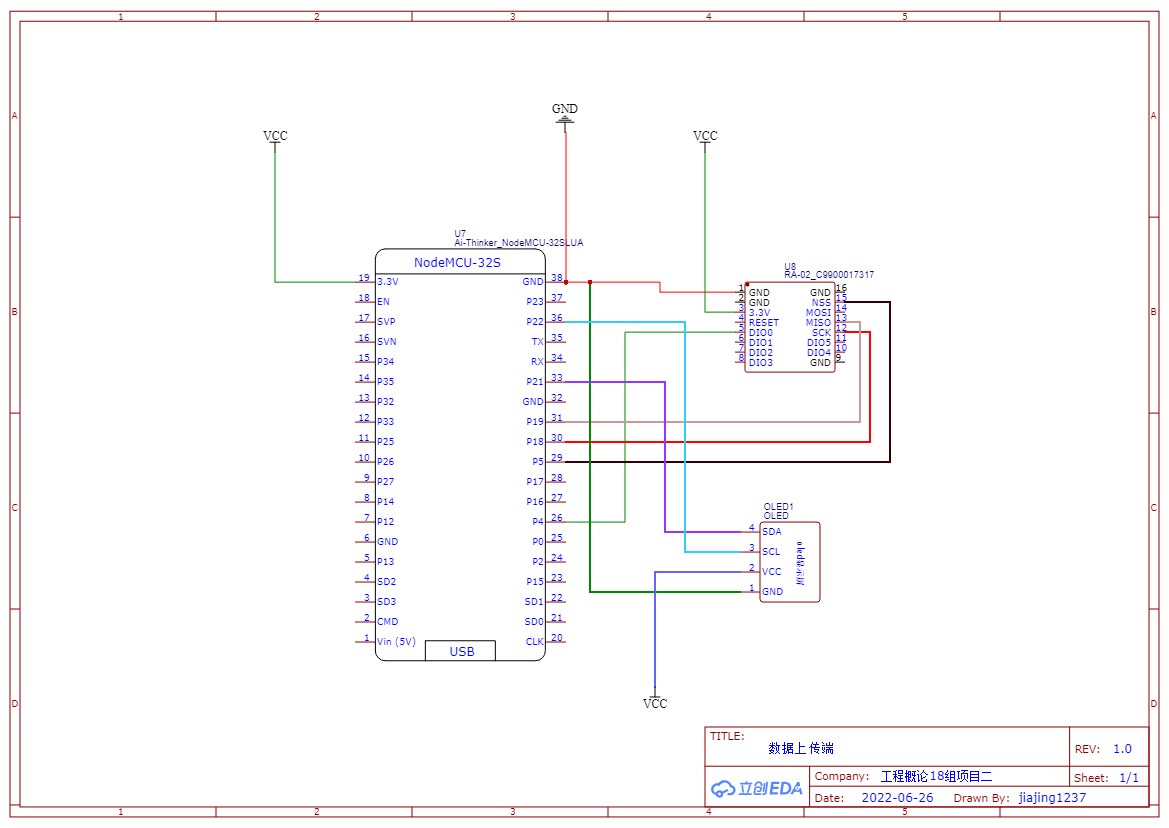 1 2 3 4 5
A A
B B
C C
D D
GND
VCC VCC
U7
Ai-Thinker_NodeMCU-32SLUA
NodeMCU-32S
19 3.3V GND 38
18 EN P23 37
17 SVP P22 36
16 SVN TX 35
15 P34 RX 34
14 P35 P21 33
13 P32 GND 32
12 P33 P19 31
11 P25 P18 30
10 P26 P5 29
9 P27 P17 28
8 P14 P16 27
7 P12 P4 26
6 GND P0 25
5 P13 P2 24
4 SD2 P15 23
3 SD3 SD1 22
2 CMD SD0 21
1 Vin (5V) CLK 20
USB
U8
RA-02_C9900017317
1 GND GND 16
2 GND NSS 15
3 3.3V MOSI 14
4 RESET MISO 13
5 DIO0 SCK 12
6 DIO1 DIO5 11
7 DIO2 DIO4 10
8 DIO3 GND 9
OLED1
OLED
4 SDA
3 SCL
2 VCC
1 GND
oled显示屏
VCC
TITLE:
数据上传端
REV: 1.0
立创EDA
Company: 工程概论18组项目二
Sheet: 1/1
Date: 2022-06-26 Drawn By: jiajing1237
1 2 3 4 5